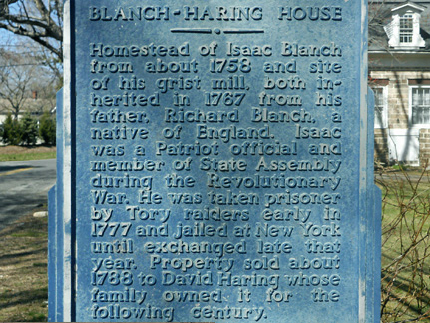 BLANCH-HARING HOUSE
Homestead of Isaac Blanch
from about 1758 and site
of his grist mill, both in-
herited in 1767 from his
father, Richard Blanch, a
native of England. Isaac
was a Patriot official and
member of State Assembly
during the Revolutionary
War. He was taken prisoner
by Tory raiders early in
1777 and jailed at New York
until exchanged late that
year. Property sold about
1788 to David Haring whose
family owned it for the
following century.